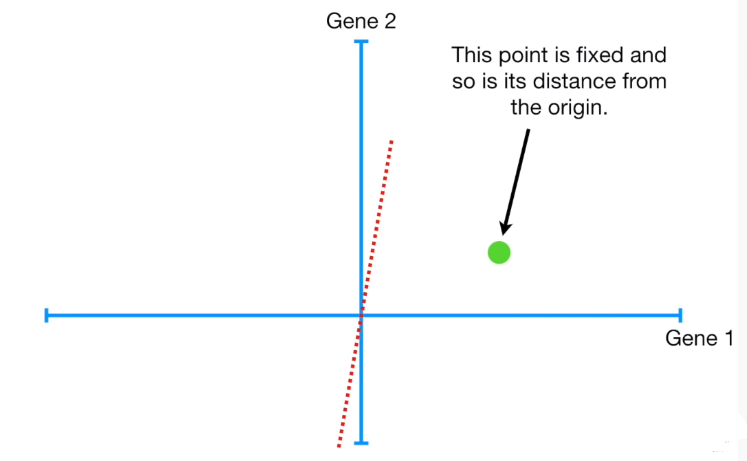 Gene 2
This point is fixed and
so is its distance from
the origin.
Gene 1